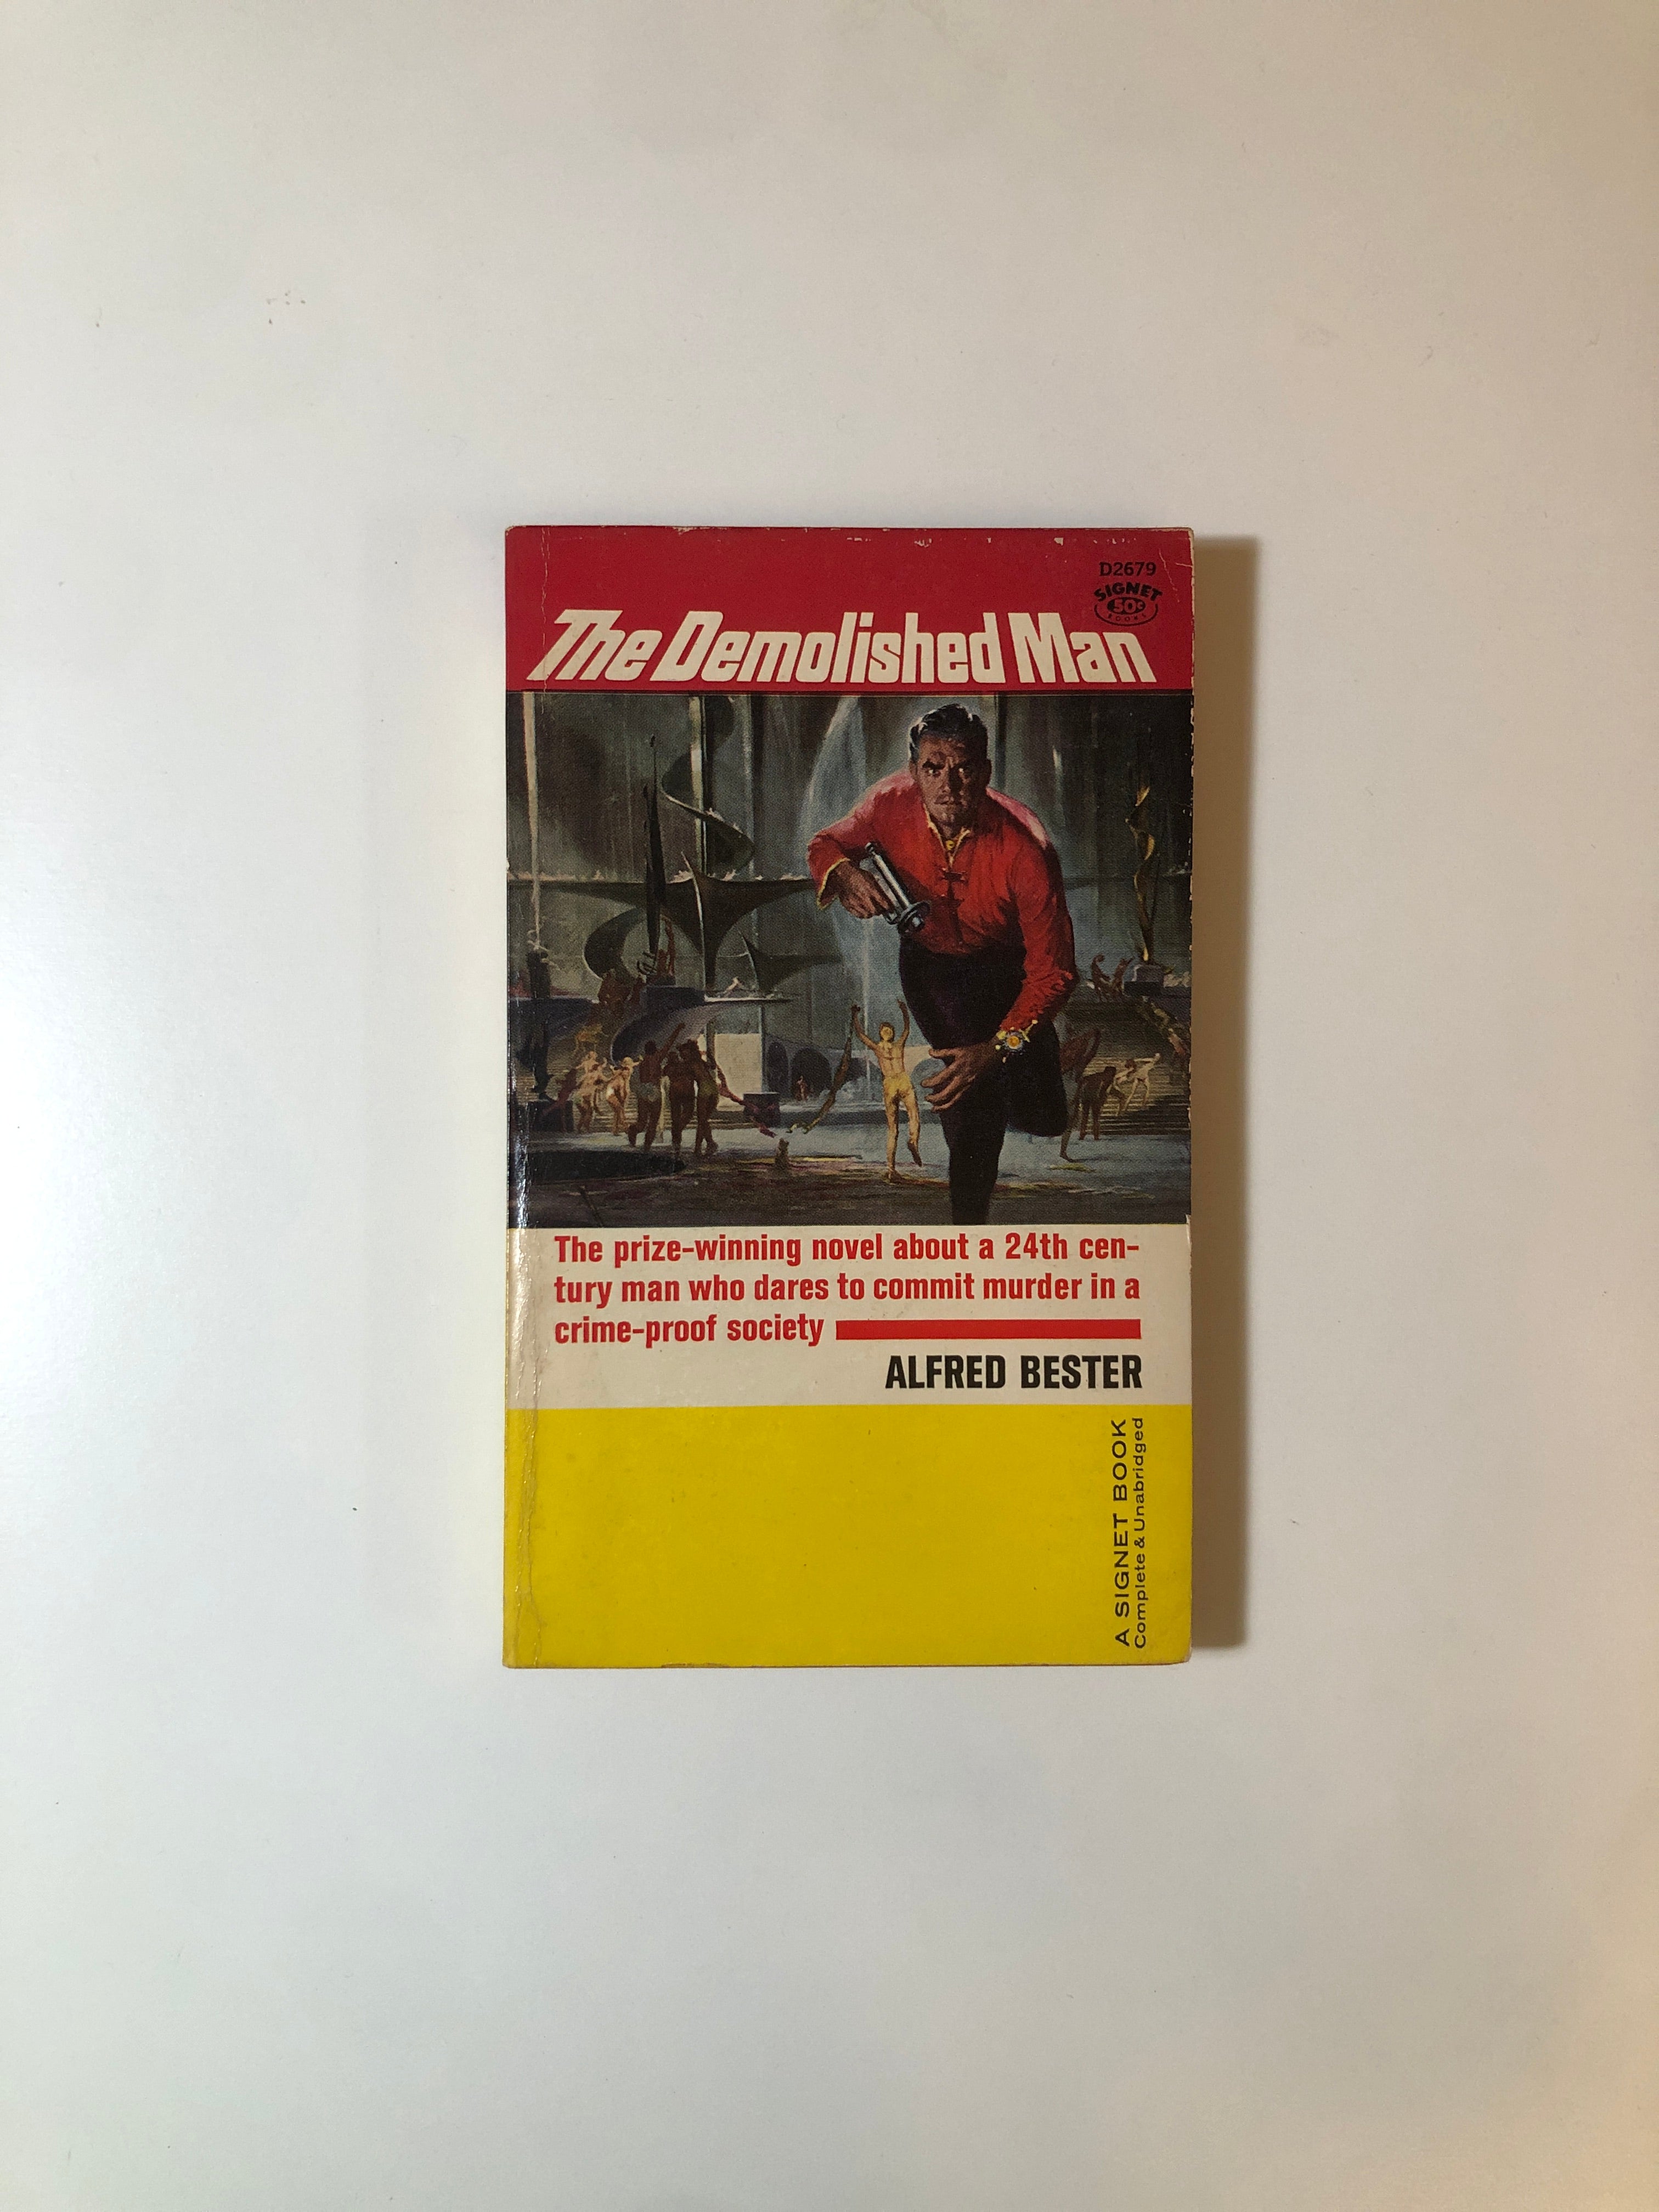 D2679
SIGNET
50¢
BOOKS
The Demolished Man
The prize-winning novel about a 24th cen-
tury man who dares to commit murder in a
crime-proof society
ALFRED BESTER
A SIGNET BOOK
Complete & Unabridged